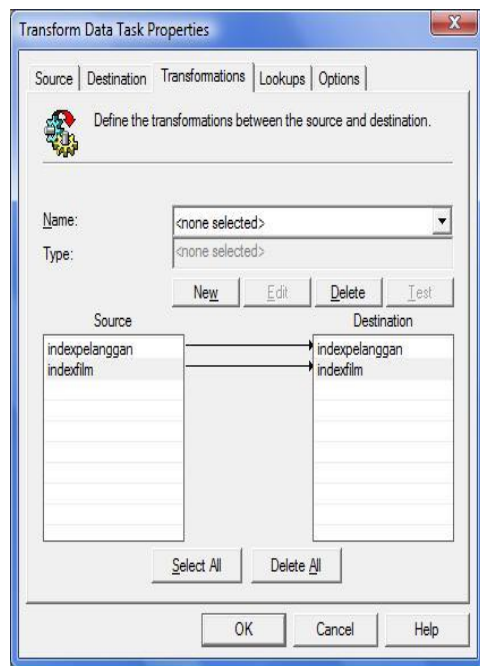 Transform Data Task Properties
Source Destination Transformations Lookups Options
Define the transformations between the source and destination.
Name: <none selected>
Type: <none selected>
New Edit Delete Test
Source Destination
indexpelanggan indexpelanggan
indexfilm indexfilm
Select All Delete All
OK Cancel Help